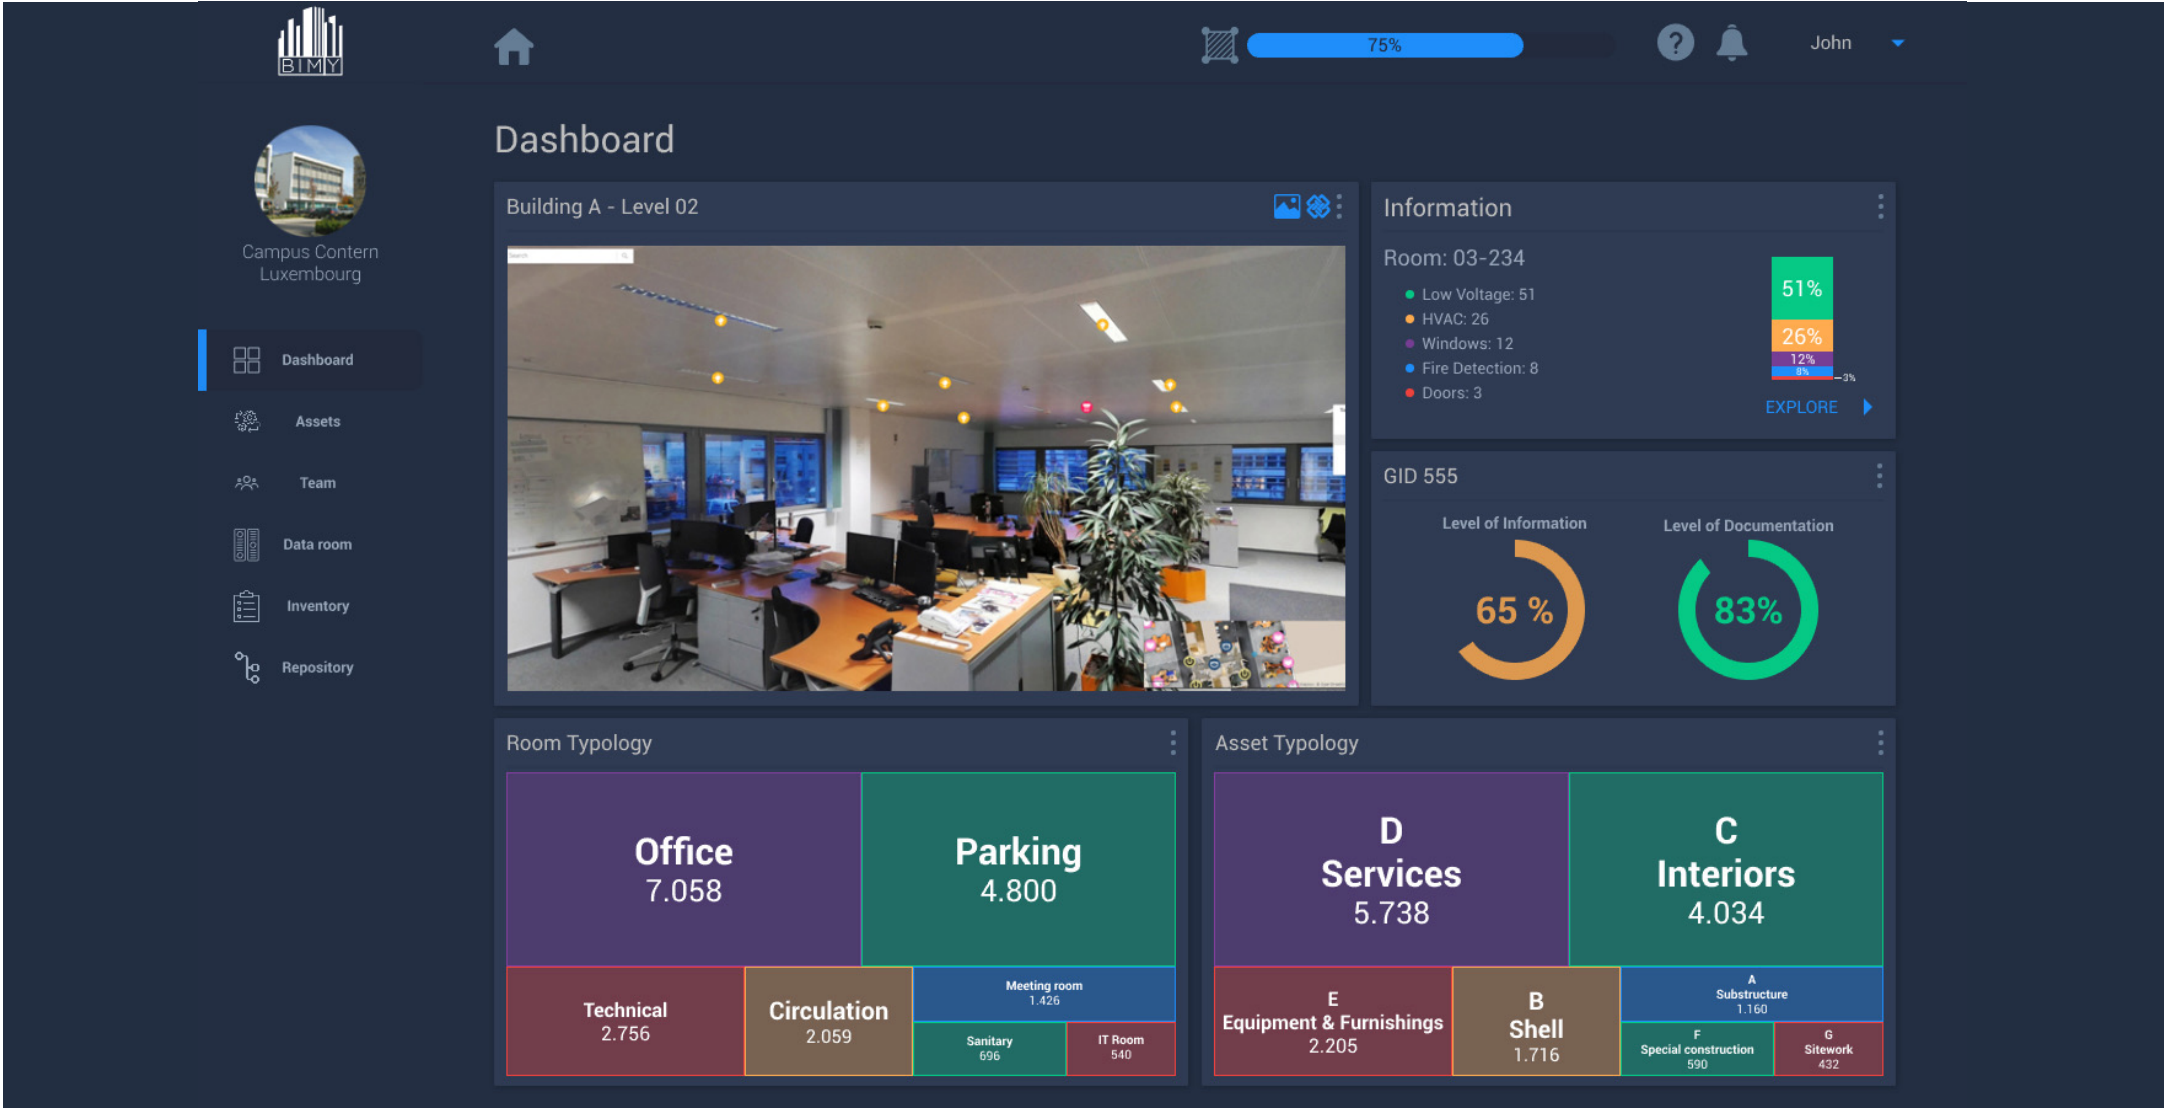 BIMY
75%
?
John
Campus Contern
Luxembourg
Dashboard
Assets
Team
Data room
Inventory
Repository
Dashboard
Building A - Level 02
Search
Information
Room: 03-234
Low Voltage: 51
HVAC: 26
Windows: 12
Fire Detection: 8
Doors: 3
51%
26%
12%
8%
3%
EXPLORE
GID 555
Level of Information
65 %
Level of Documentation
83%
Room Typology
Office
7.058
Parking
4.800
Technical
2.756
Circulation
2.059
Meeting room
1.426
Sanitary
696
IT Room
540
Asset Typology
D
Services
5.738
C
Interiors
4.034
E
Equipment & Furnishings
2.205
B
Shell
1.716
A
Substructure
1.160
F
Special construction
590
G
Sitework
432